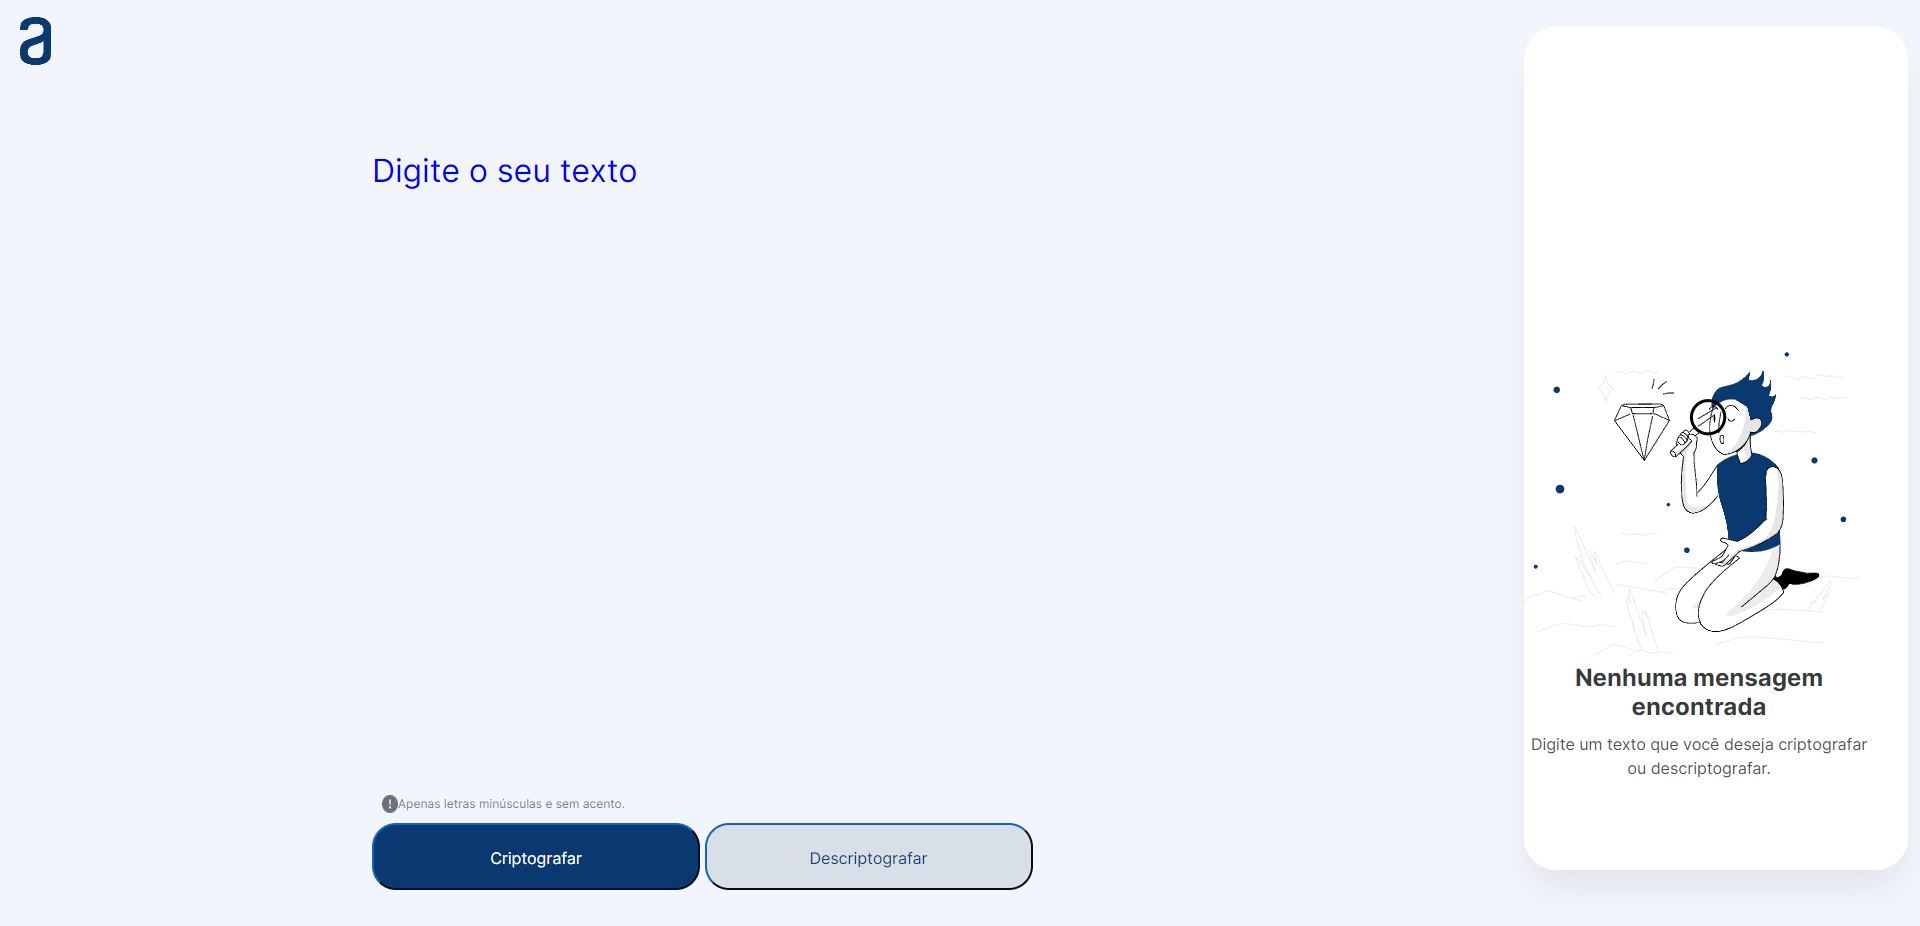 a
Digite o seu texto
Apenas letras minúsculas e sem acento.
Criptografar
Descriptografar
Nenhuma mensagem
encontrada
Digite um texto que você deseja criptografar
ou descriptografar.